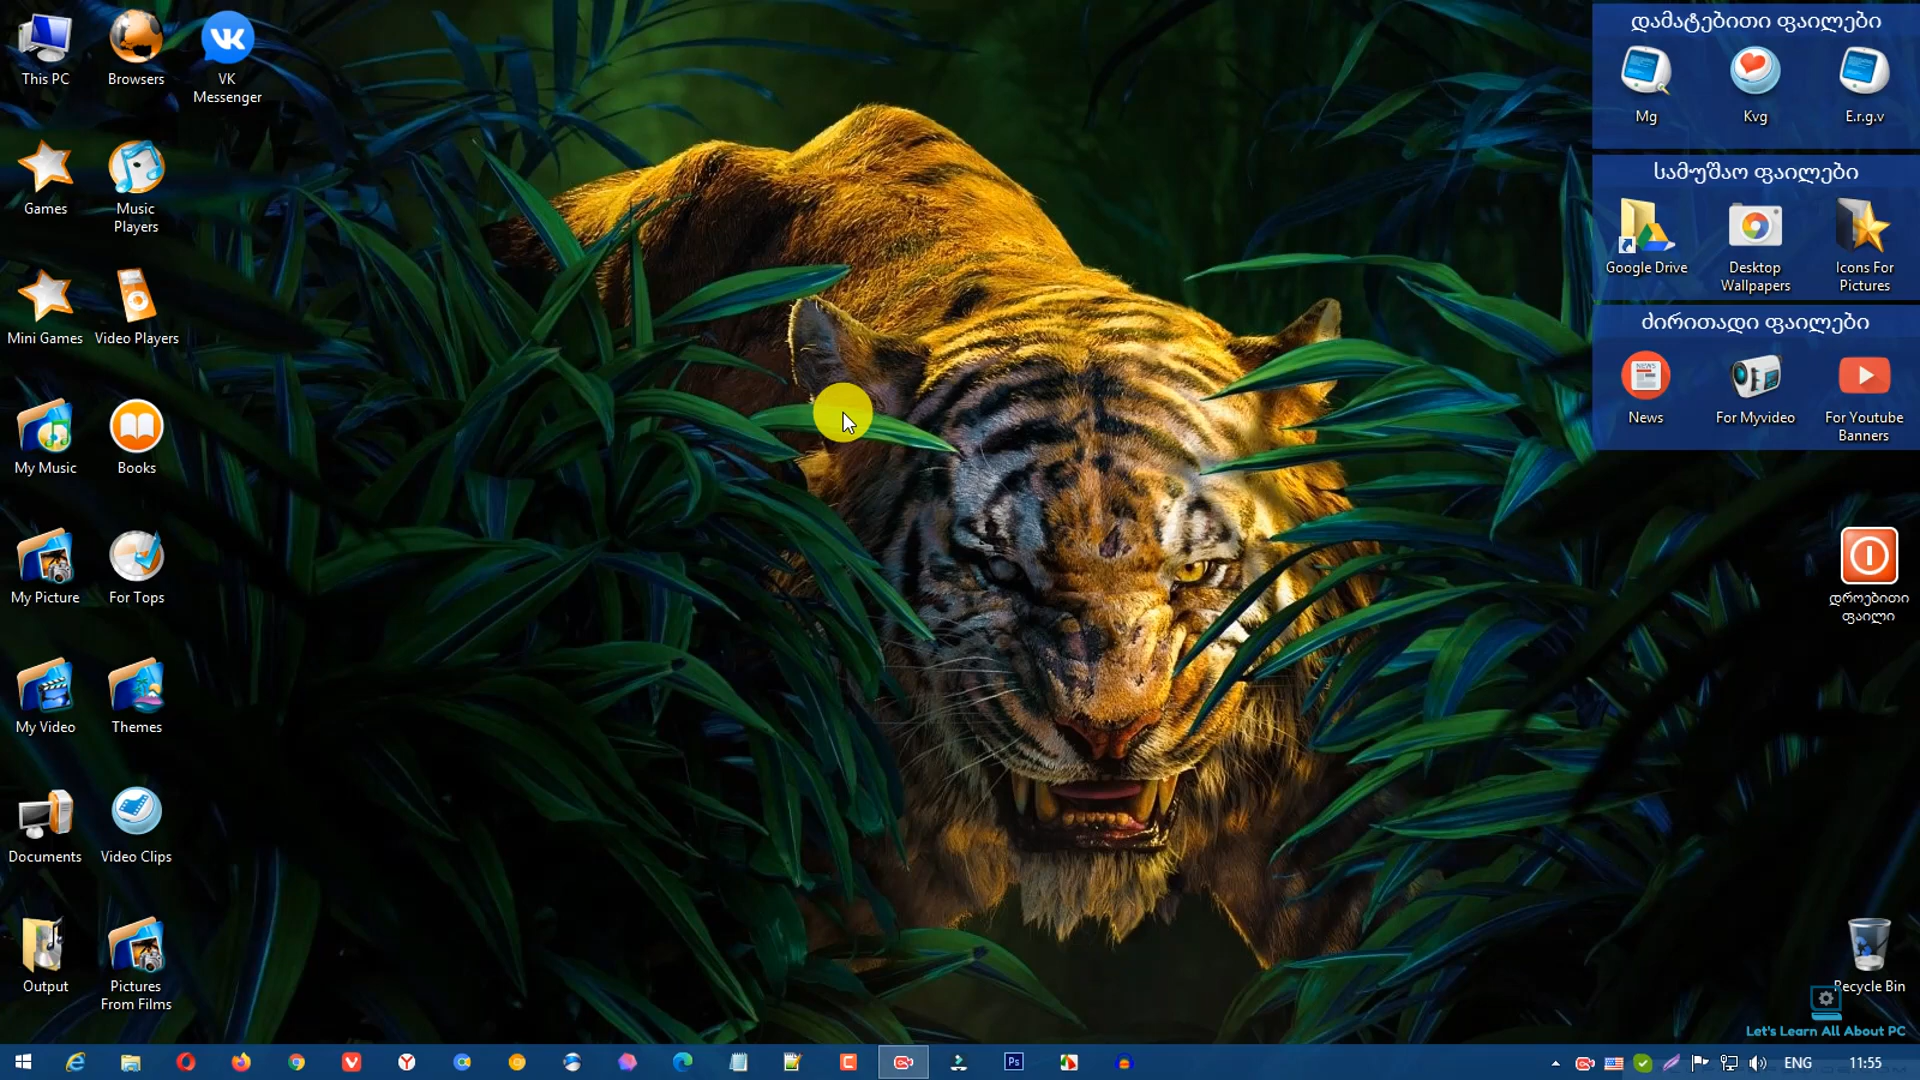 This PC
Browsers
VK
Messenger
Games
Music
Players
Mini Games
Video Players
My Music
Books
My Picture
For Tops
My Video
Themes
Documents
Video Clips
Output
Pictures
From Films
დამატებითი ფაილები
Mg
Kvg
E.r.g.v
სამუშაო ფაილები
Google Drive
Desktop
Wallpapers
Icons For
Pictures
ძირითადი ფაილები
NEWS
News
For Myvideo
For Youtube
Banners
დროებითი
ფაილი
Recycle Bin
Let's Learn All About PC
Ps
ENG
11:55